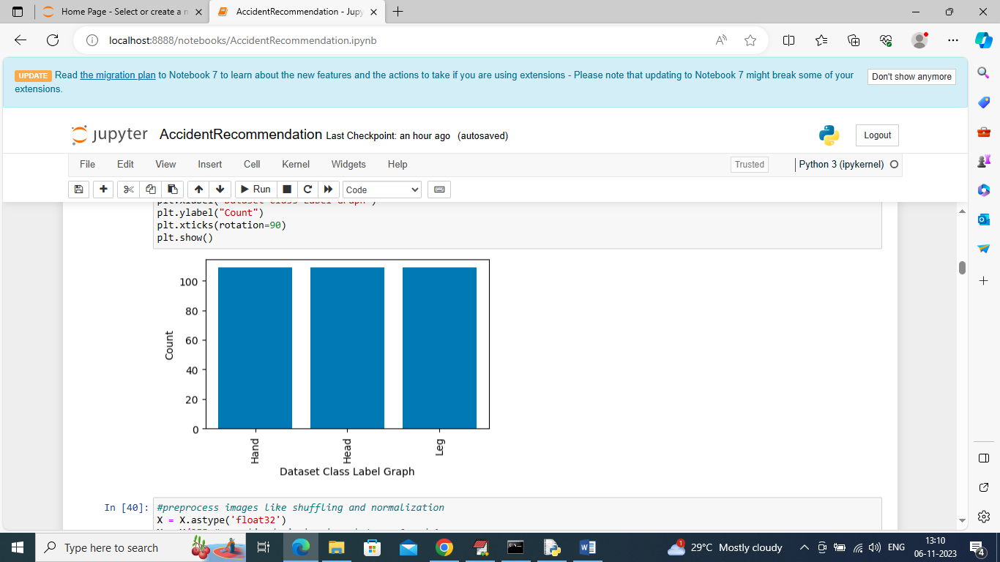 Home Page - Select or create a n
AccidentRecommendation - Jupy
localhost:8888/notebooks/AccidentRecommendation.ipynb
UPDATE Read the migration plan to Notebook 7 to learn about the new features and the actions to take if you are using extensions - Please note that updating to Notebook 7 might break some of your
extensions.
Don't show anymore
jupyter AccidentRecommendation Last Checkpoint: an hour ago (autosaved)
Logout
File Edit View Insert Cell Kernel Widgets Help
Trusted
Python 3 (ipykernel)
Run
Code
plt.xlabel("Dataset Class Label Graph")
plt.ylabel("Count")
plt.xticks(rotation=90)
plt.show()
100
80
60
40
20
0
Count
Hand
Head
Leg
Dataset Class Label Graph
In [40]:
#preprocess images like shuffling and normalization
X = X.astype('float32')
Type here to search
29°C Mostly cloudy
ENG
13:10
06-11-2023
4